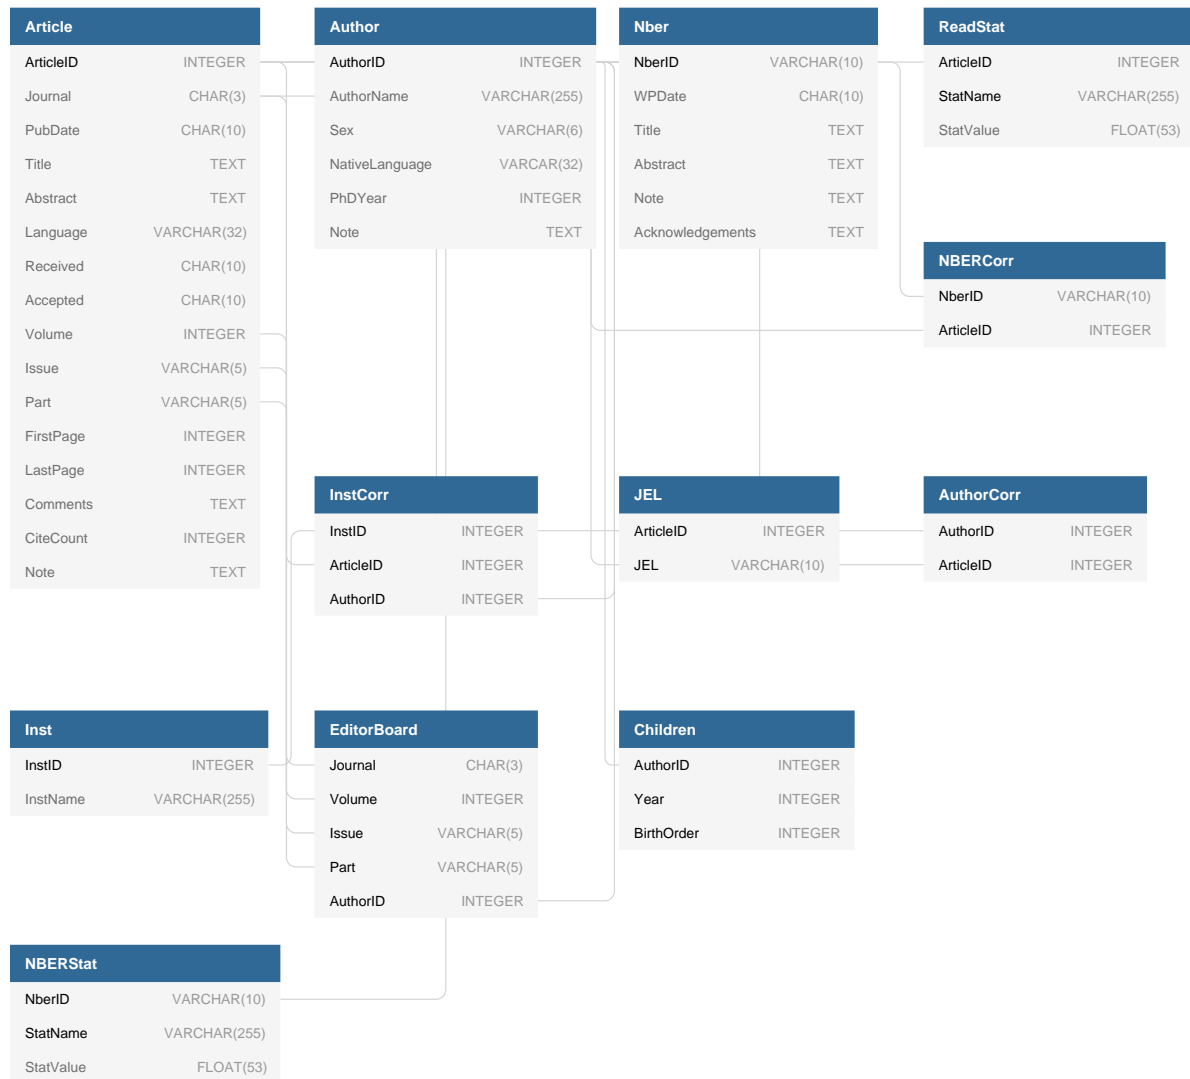 Article
ArticleID INTEGER
Journal CHAR(3)
PubDate CHAR(10)
Title TEXT
Abstract TEXT
Language VARCHAR(32)
Received CHAR(10)
Accepted CHAR(10)
Volume INTEGER
Issue VARCHAR(5)
Part VARCHAR(5)
FirstPage INTEGER
LastPage INTEGER
Comments TEXT
CiteCount INTEGER
Note TEXT
Author
AuthorID INTEGER
AuthorName VARCHAR(255)
Sex VARCHAR(6)
NativeLanguage VARCAR(32)
PhDYear INTEGER
Note TEXT
Nber
NberID VARCHAR(10)
WPDate CHAR(10)
Title TEXT
Abstract TEXT
Note TEXT
Acknowledgements TEXT
ReadStat
ArticleID INTEGER
StatName VARCHAR(255)
StatValue FLOAT(53)
NBERCorr
NberID VARCHAR(10)
ArticleID INTEGER
InstCorr
InstID INTEGER
ArticleID INTEGER
AuthorID INTEGER
JEL
ArticleID INTEGER
JEL VARCHAR(10)
AuthorCorr
AuthorID INTEGER
ArticleID INTEGER
Inst
InstID INTEGER
InstName VARCHAR(255)
EditorBoard
Journal CHAR(3)
Volume INTEGER
Issue VARCHAR(5)
Part VARCHAR(5)
AuthorID INTEGER
Children
AuthorID INTEGER
Year INTEGER
BirthOrder INTEGER
NBERStat
NberID VARCHAR(10)
StatName VARCHAR(255)
StatValue FLOAT(53)